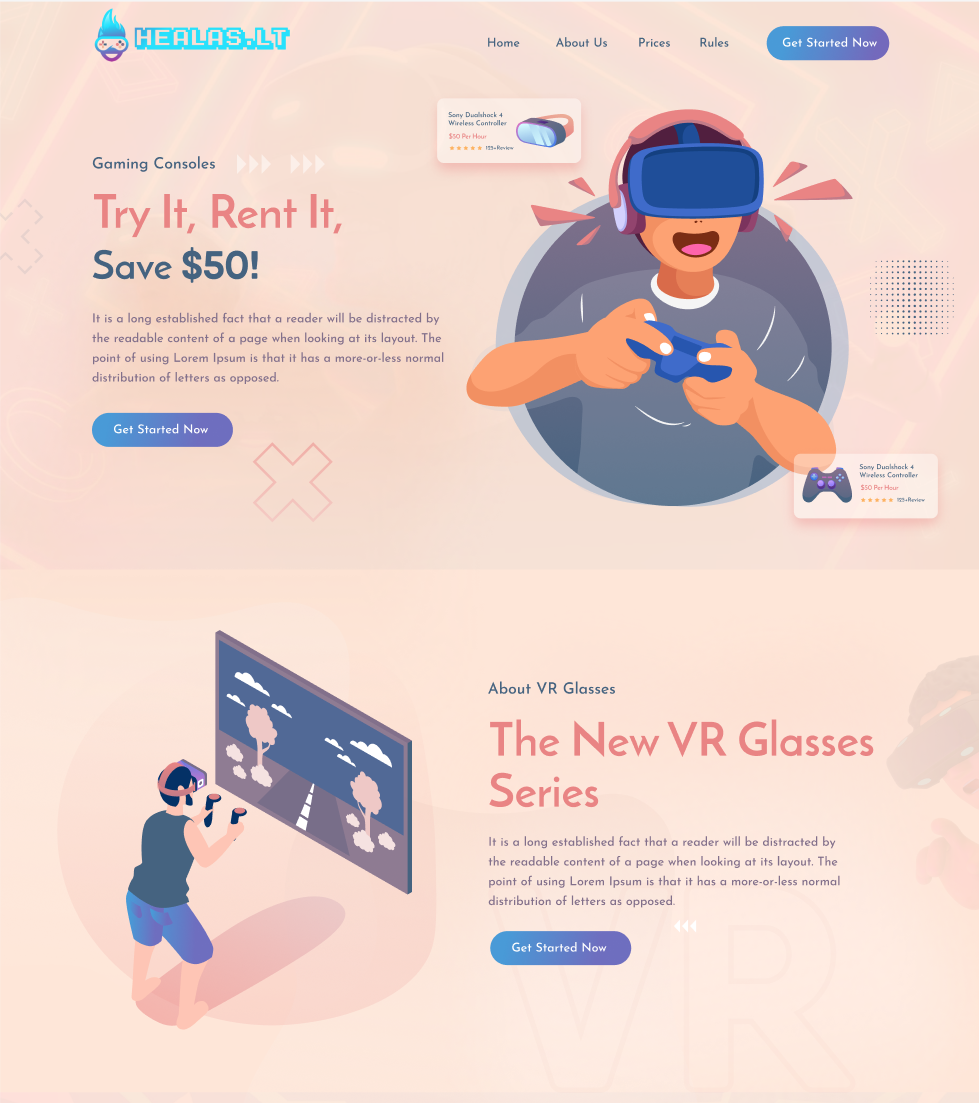 HEALAS.LT
Home
About Us
Prices
Rules
Get Started Now
Sony Dualshock 4
Wireless Controller
$50 Per Hour
125+Review
Gaming Consoles
Try It, Rent It,
Save $50!
It is a long established fact that a reader will be distracted by
the readable content of a page when looking at its layout. The
point of using Lorem Ipsum is that it has a more-or-less normal
distribution of letters as opposed.
Get Started Now
Sony Dualshock 4
Wireless Controller
$50 Per Hour
125+Review
About VR Glasses
The New VR Glasses
Series
It is a long established fact that a reader will be distracted by
the readable content of a page when looking at its layout. The
point of using Lorem Ipsum is that it has a more-or-less normal
distribution of letters as opposed.
Get Started Now
VR